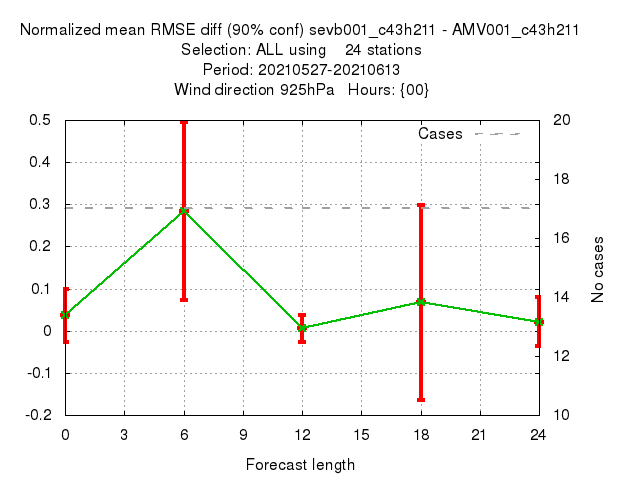 Normalized mean RMSE diff (90% conf) sevb001_c43h211 - AMV001_c43h211
Selection: ALL using    24 stations
Period: 20210527-20210613
Wind direction 925hPa   Hours: {00}
0.5
0.4
0.3
0.2
0.1
0
-0.1
-0.2
Cases
20
18
16
14
12
10
No cases
0 3 6 9 12 15 18 21 24
Forecast length